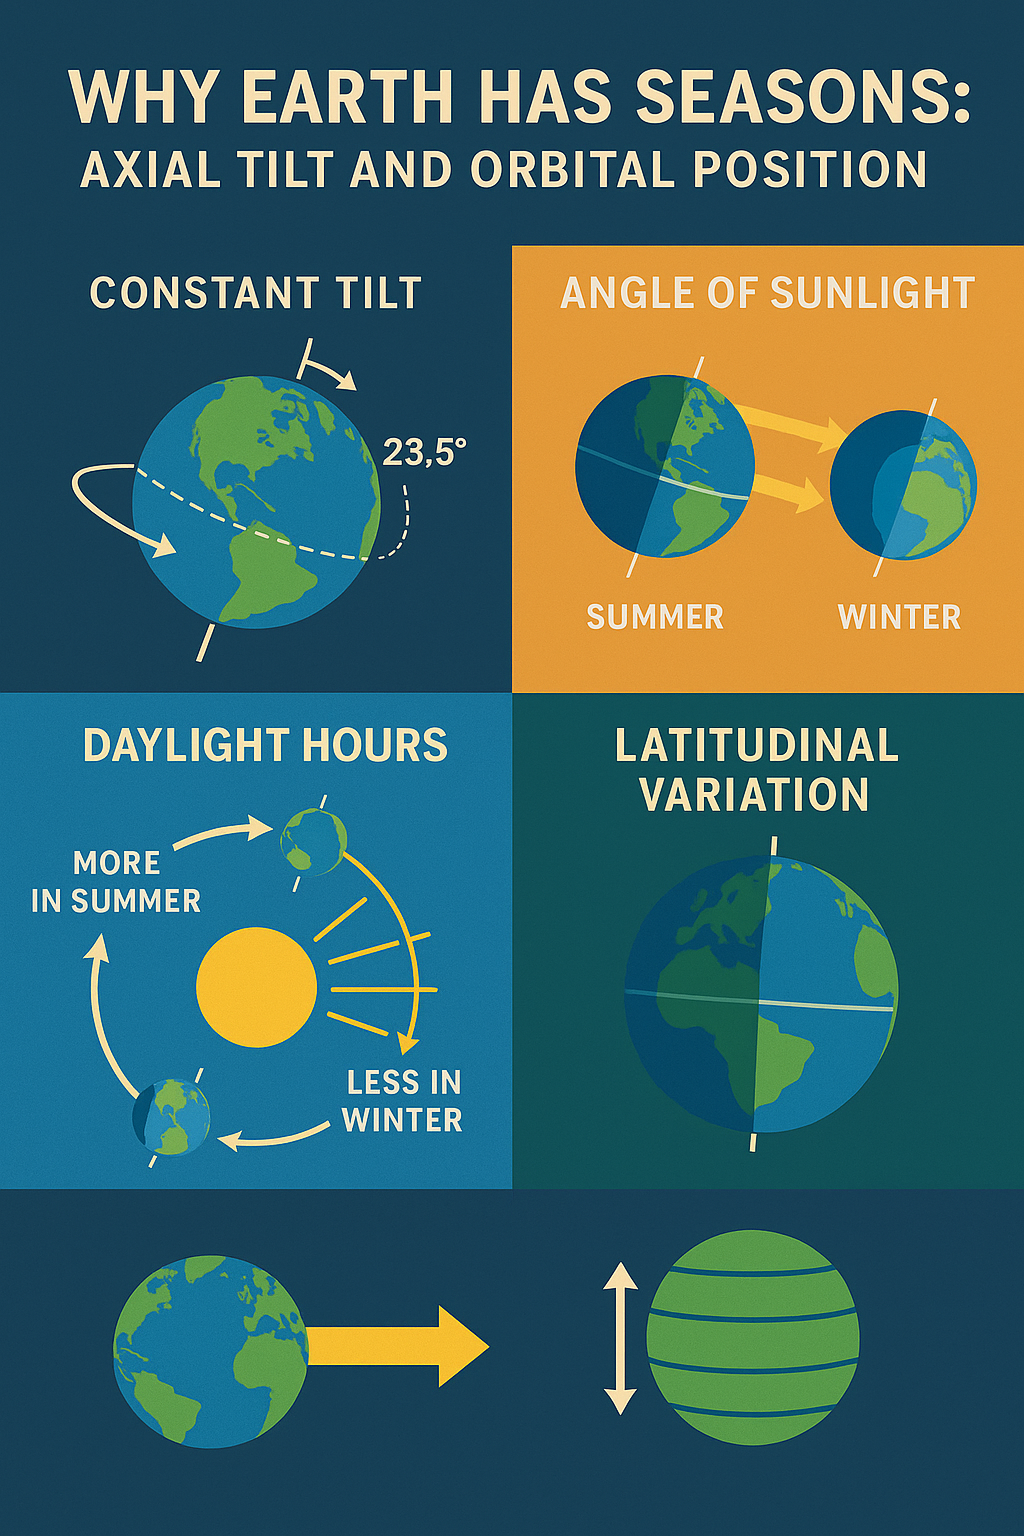 WHY EARTH HAS SEASONS:
AXIAL TILT AND ORBITAL POSITION
CONSTANT TILT
23,5°
ANGLE OF SUNLIGHT
SUMMER
WINTER
DAYLIGHT HOURS
MORE
IN SUMMER
LESS IN
WINTER
LATITUDINAL
VARIATION